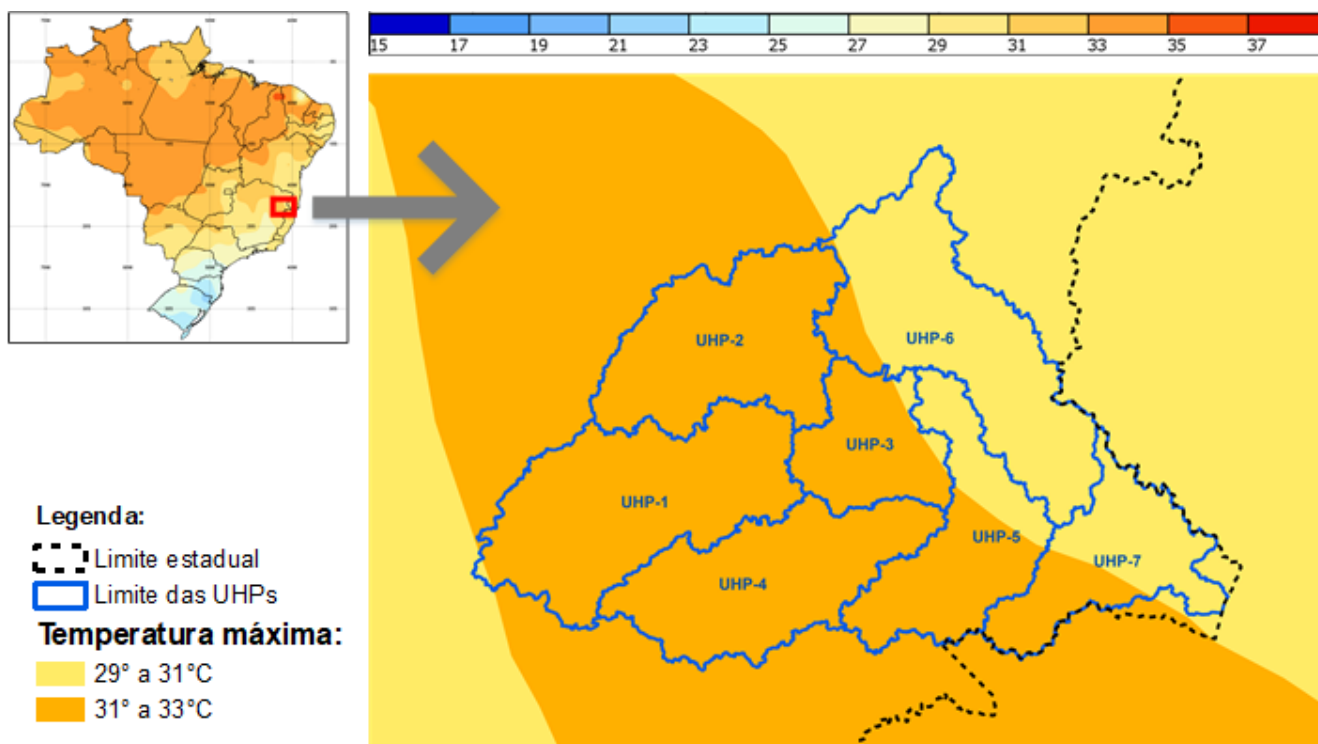 15 17 19 21 23 25 27 29 31 33 35 37
UHP-2
UHP-6
UHP-3
UHP-1
UHP-5
UHP-7
UHP-4
Legenda:
Limite estadual
Limite das UHPs
Temperatura máxima:
29° a 31°C
31° a 33°C